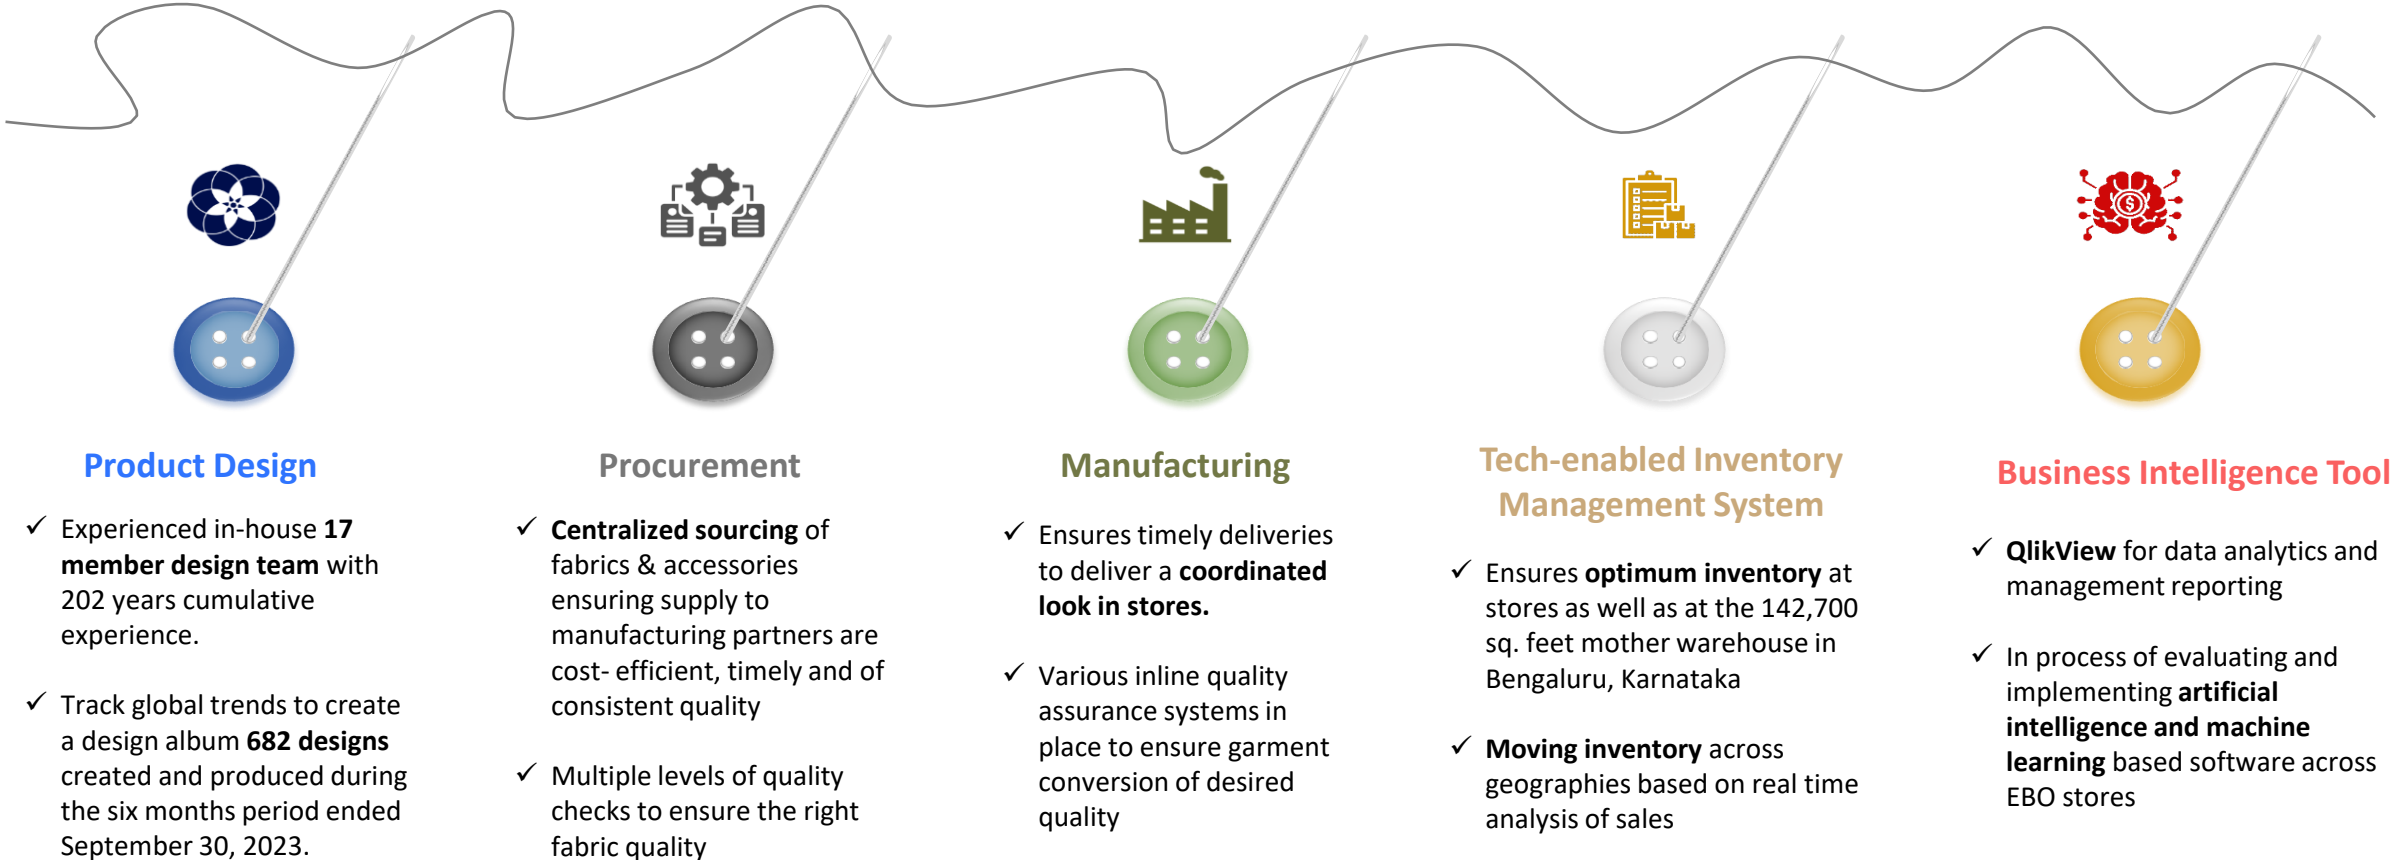 Product Design
✓ Experienced in-house 17
member design team with
202 years cumulative
experience.
✓ Track global trends to create
a design album 682 designs
created and produced during
the six months period ended
September 30, 2023.
Procurement
✓ Centralized sourcing of
fabrics & accessories
ensuring supply to
manufacturing partners are
cost- efficient, timely and of
consistent quality
✓ Multiple levels of quality
checks to ensure the right
fabric quality
Manufacturing
✓ Ensures timely deliveries
to deliver a coordinated
look in stores.
✓ Various inline quality
assurance systems in
place to ensure garment
conversion of desired
quality
Tech-enabled Inventory
Management System
✓ Ensures optimum inventory at
stores as well as at the 142,700
sq. feet mother warehouse in
Bengaluru, Karnataka
✓ Moving inventory across
geographies based on real time
analysis of sales
Business Intelligence Tool
✓ QlikView for data analytics and
management reporting
✓ In process of evaluating and
implementing artificial
intelligence and machine
learning based software across
EBO stores